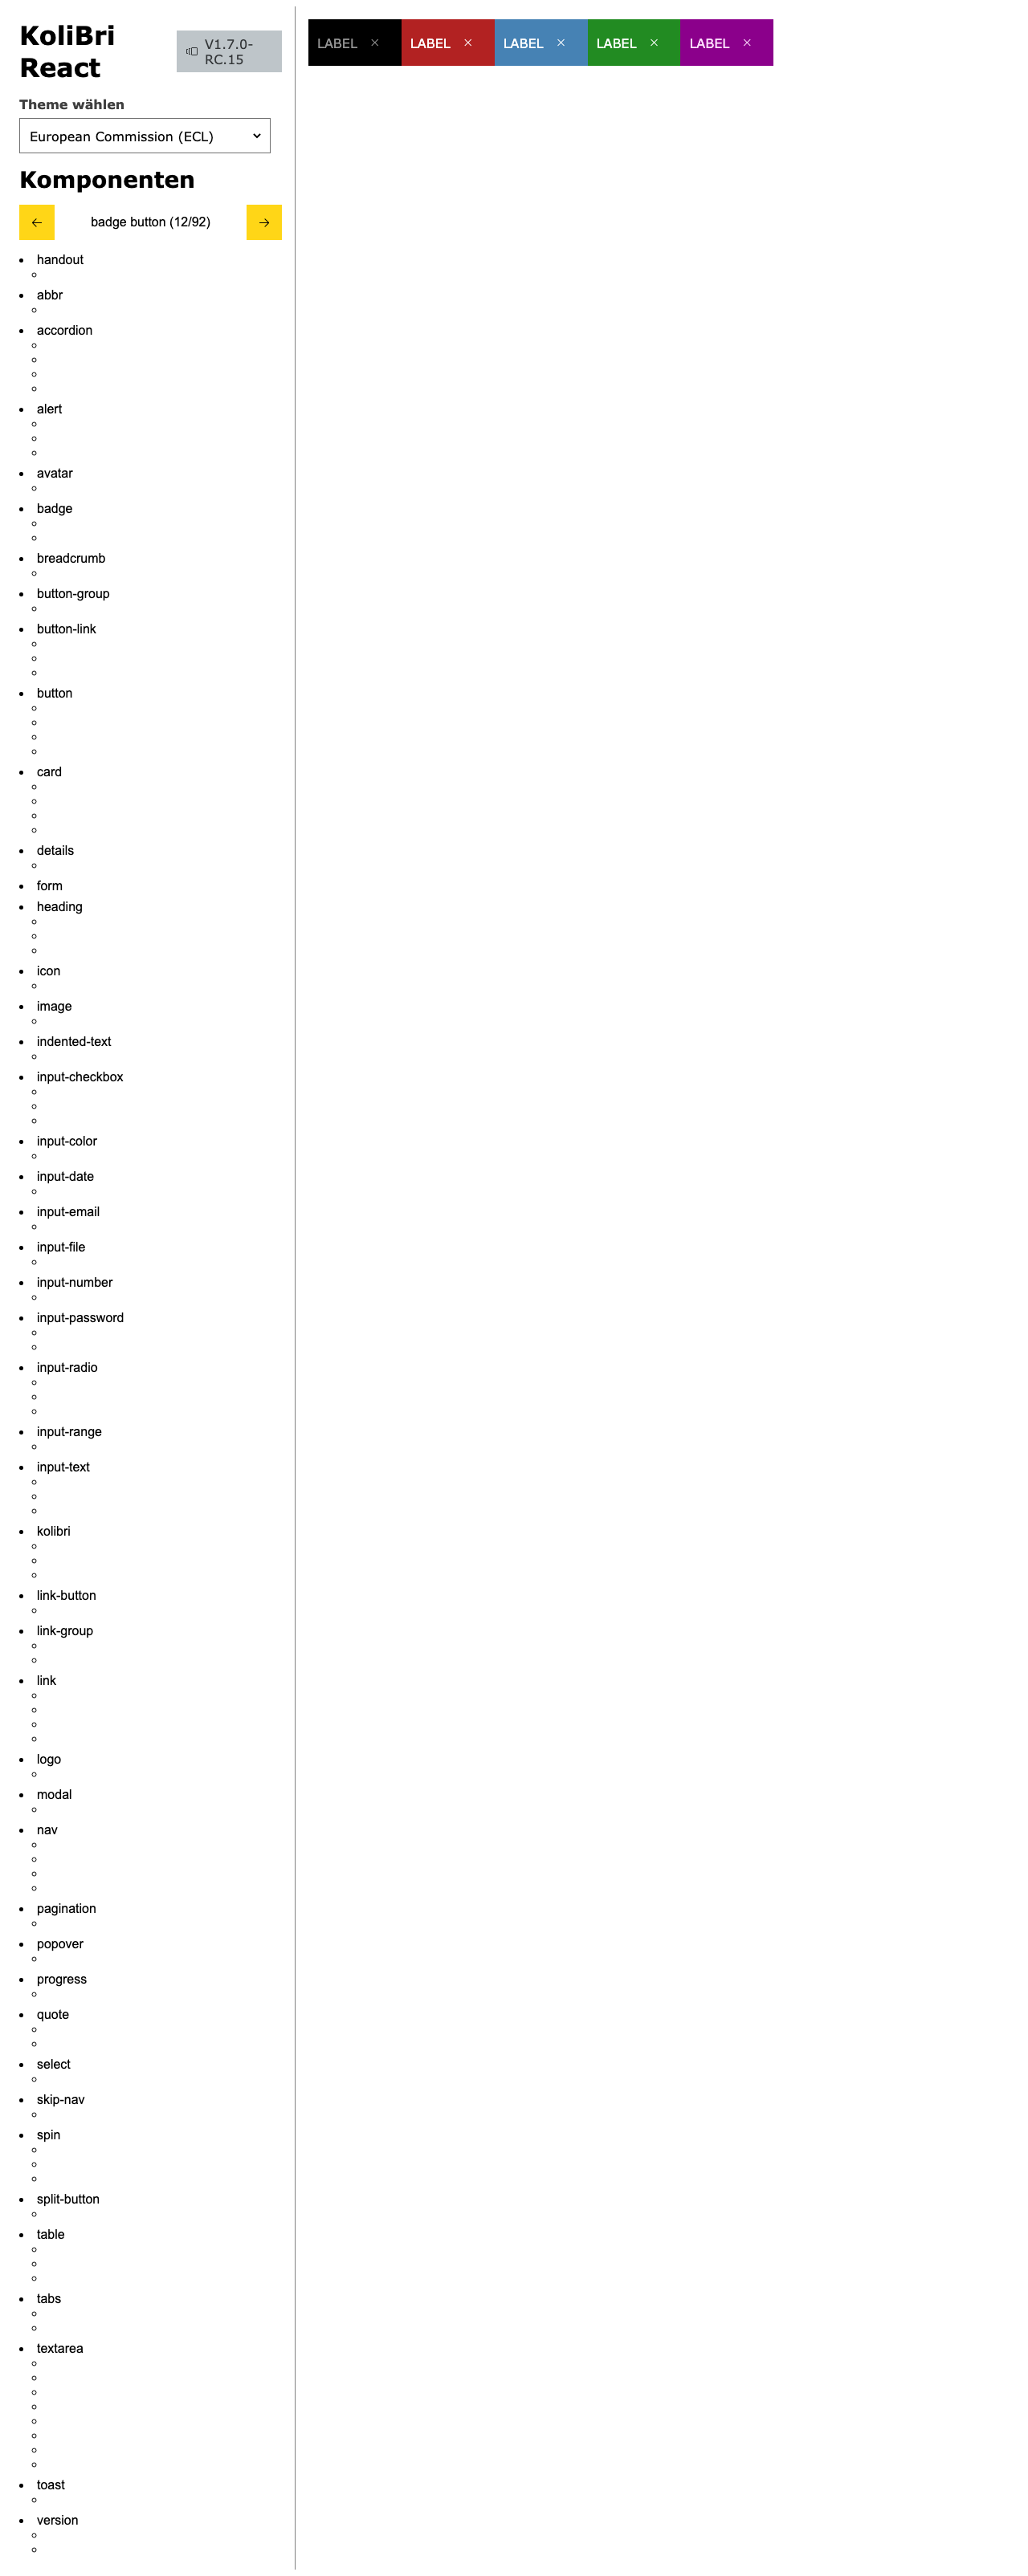 KoliBri
React
V1.7.0-
RC.15
Theme wählen
European Commission (ECL)
Komponenten
badge button (12/92)
handout
abbr
accordion
alert
avatar
badge
breadcrumb
button-group
button-link
button
card
details
form
heading
icon
image
indented-text
input-checkbox
input-color
input-date
input-email
input-file
input-number
input-password
input-radio
input-range
input-text
kolibri
link-button
link-group
link
logo
modal
nav
pagination
popover
progress
quote
select
skip-nav
spin
split-button
table
tabs
textarea
toast
version
LABEL LABEL LABEL LABEL LABEL